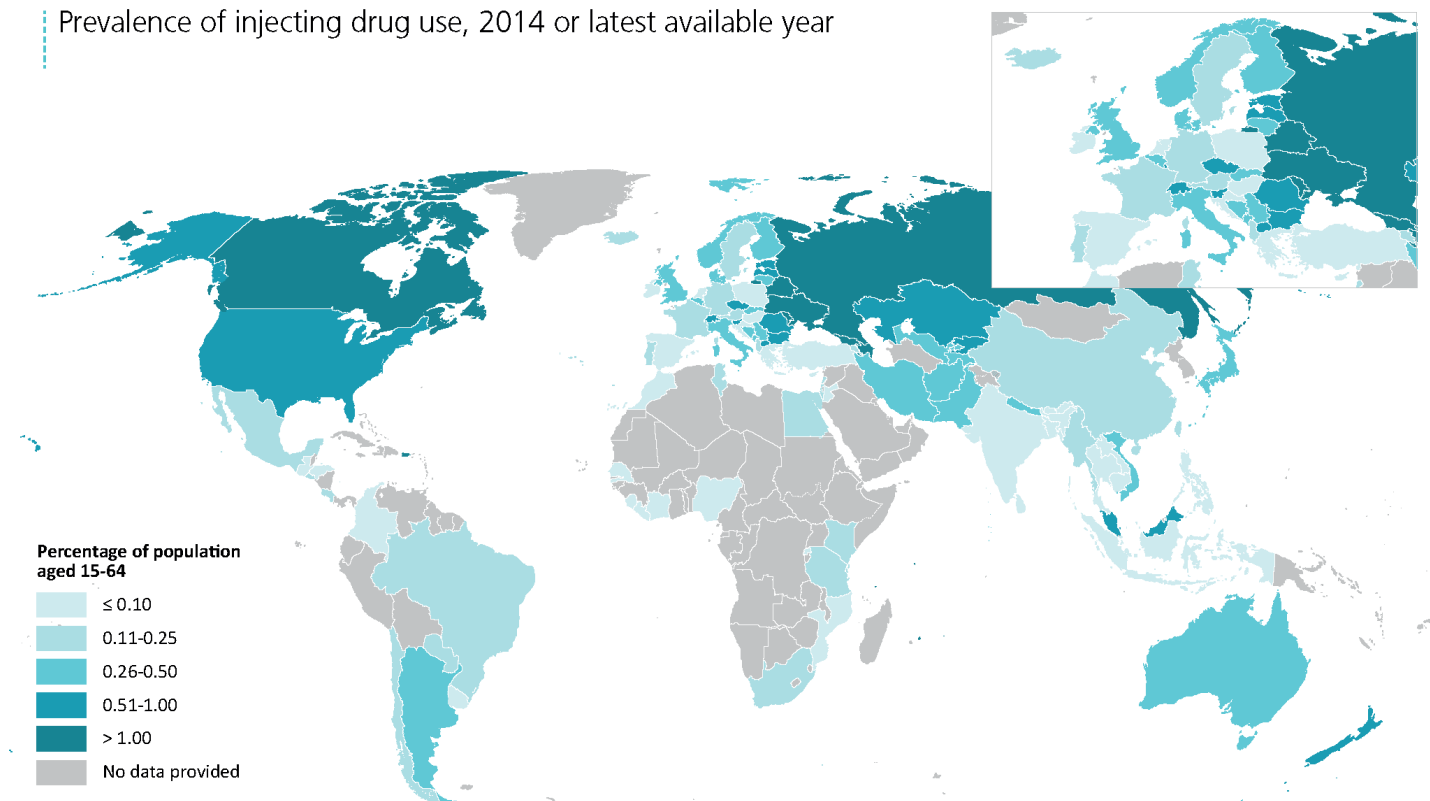 Prevalence of injecting drug use, 2014 or latest available year
Percentage of population
aged 15-64
≤ 0.10
0.11-0.25
0.26-0.50
0.51-1.00
> 1.00
No data provided